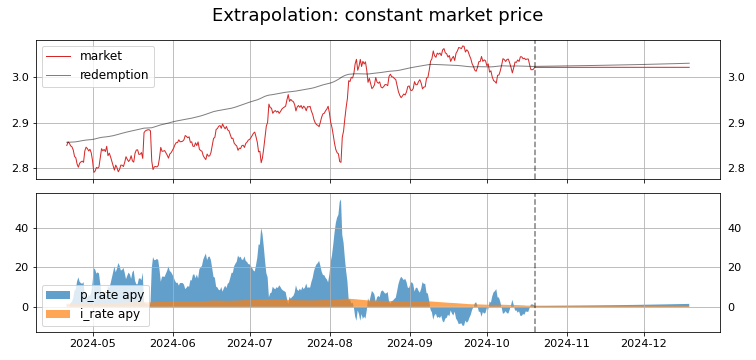 Extrapolation: constant market price
market
redemption
3.0
2.9
2.8
3.0
2.9
2.8
p_rate apy
i_rate apy
40
20
0
40
20
0
2024-05 2024-06 2024-07 2024-08 2024-09 2024-10 2024-11 2024-12